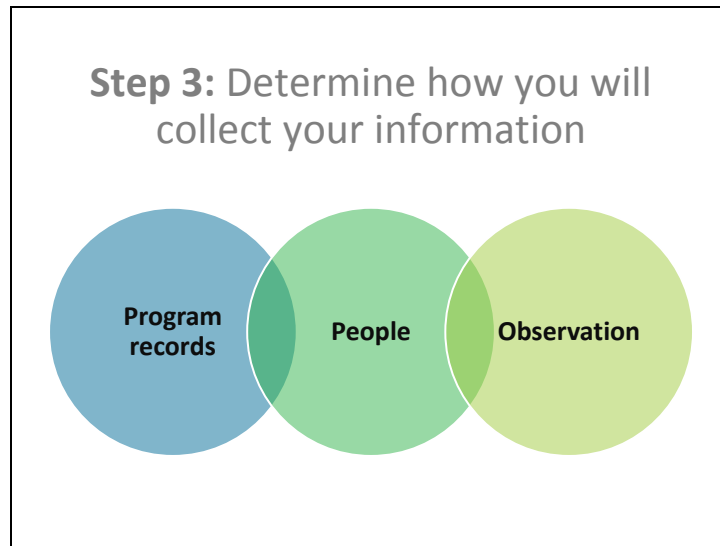 Step 3: Determine how you will
collect your information
Program
records
People
Observation